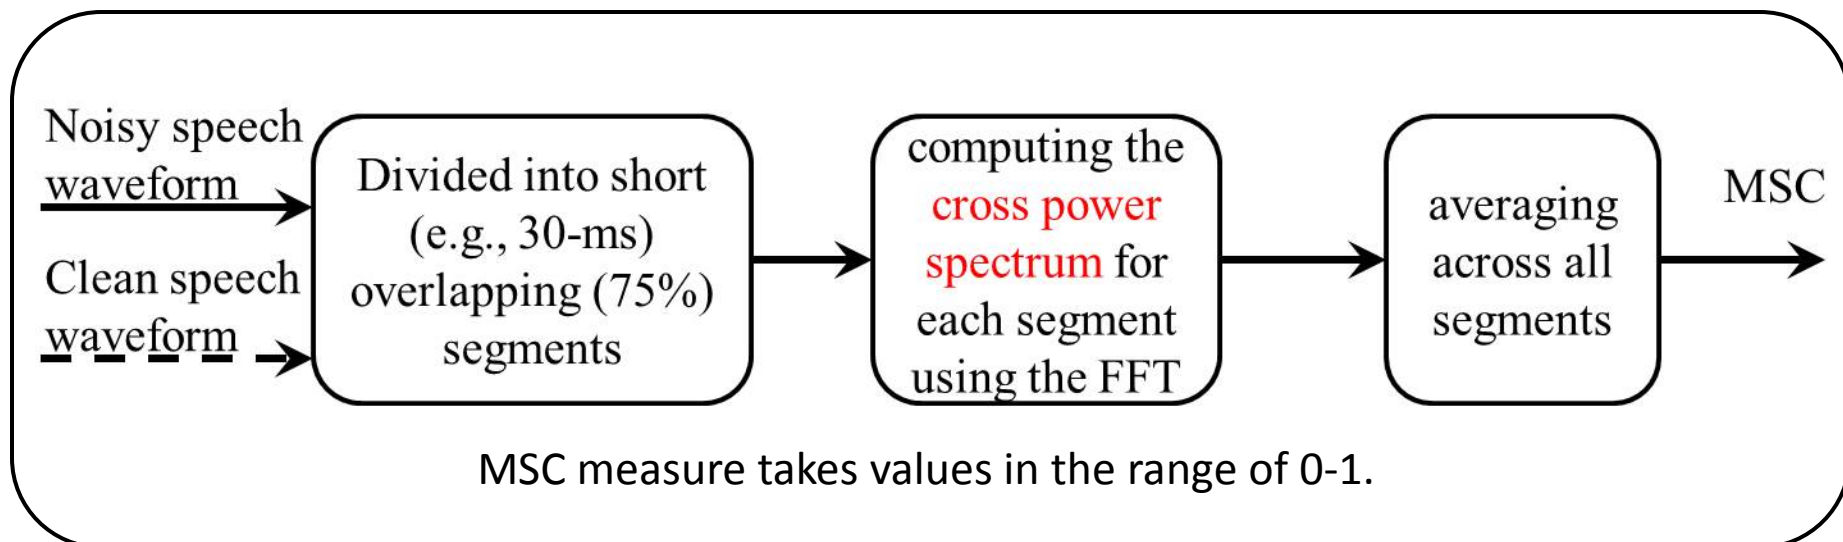 Noisy speech
waveform
Clean speech
waveform
Divided into short
(e.g., 30-ms)
overlapping (75%)
segments
computing the
cross power
spectrum for
each segment
using the FFT
averaging
across all
segments
MSC
MSC measure takes values in the range of 0-1.